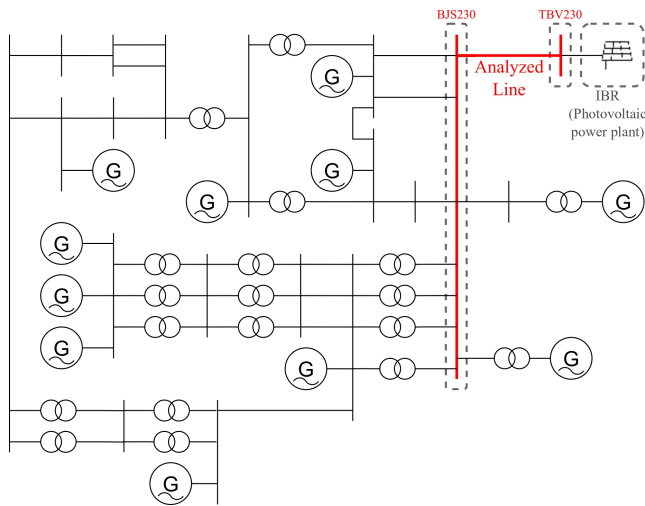 BJS230
TBV230
Analyzed
Line
IBR
(Photovoltaic
power plant)
G
G
G
G
G
G
G
G
G
G
G